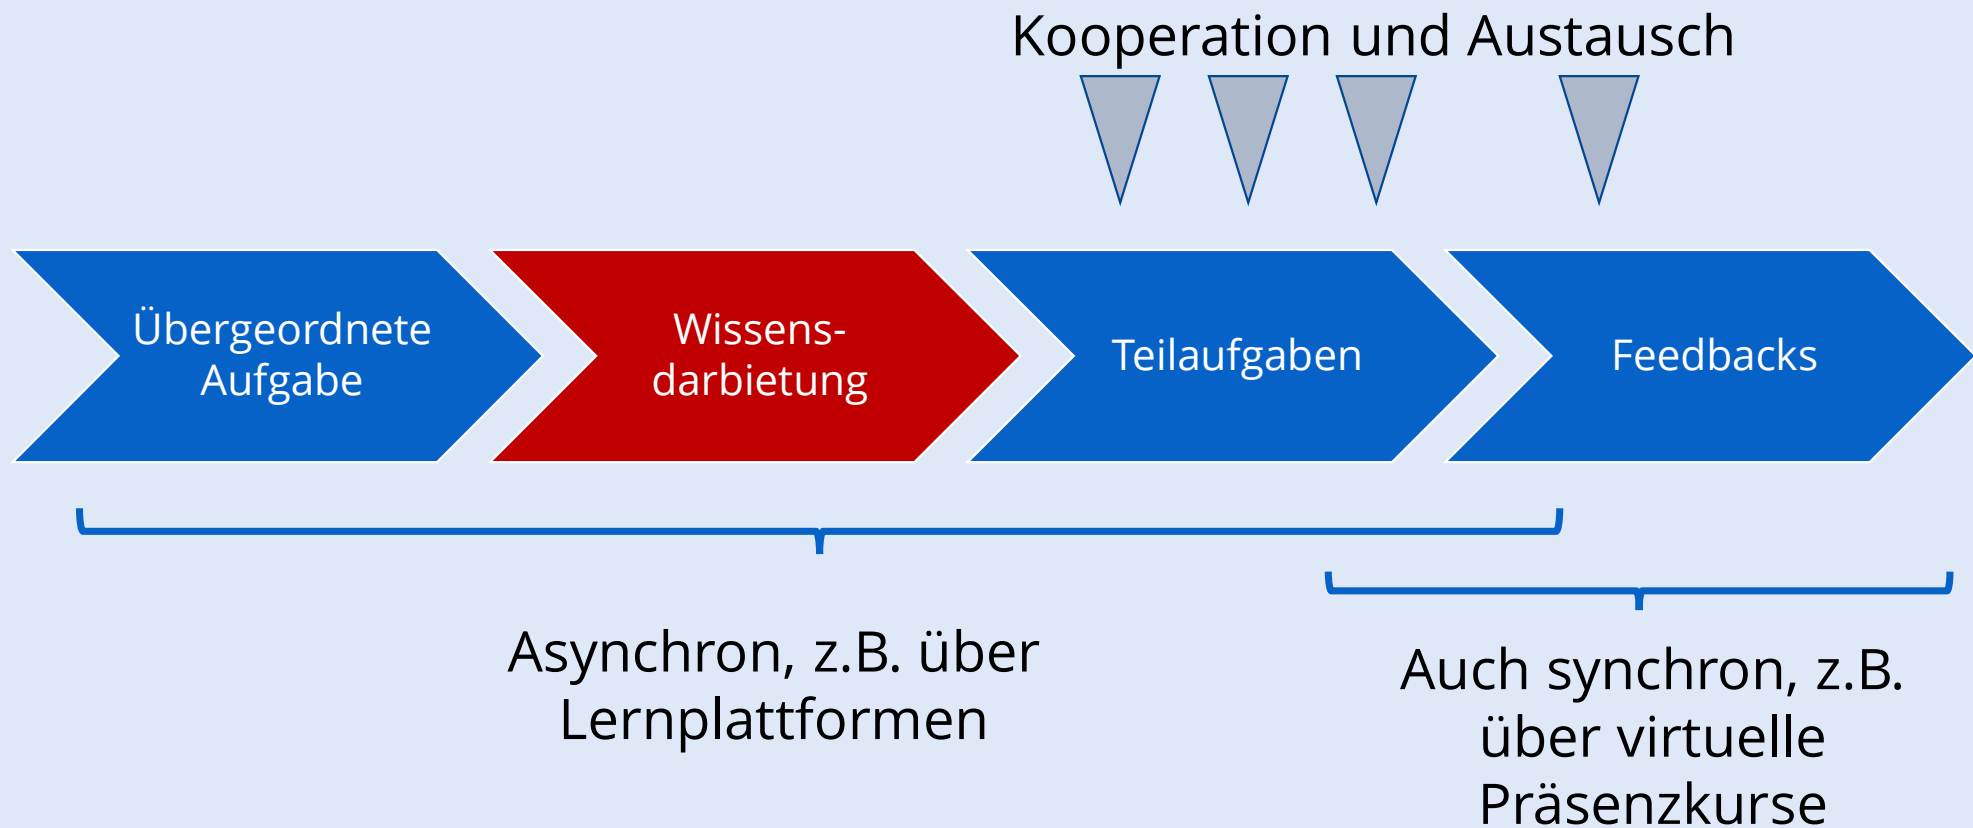 Kooperation und Austausch
Übergeordnete
Aufgabe
Wissens-
darbietung
Teilaufgaben
Feedbacks
Asynchron, z.B. über
Lernplattformen
Auch synchron, z.B.
über virtuelle
Präsenzkurse